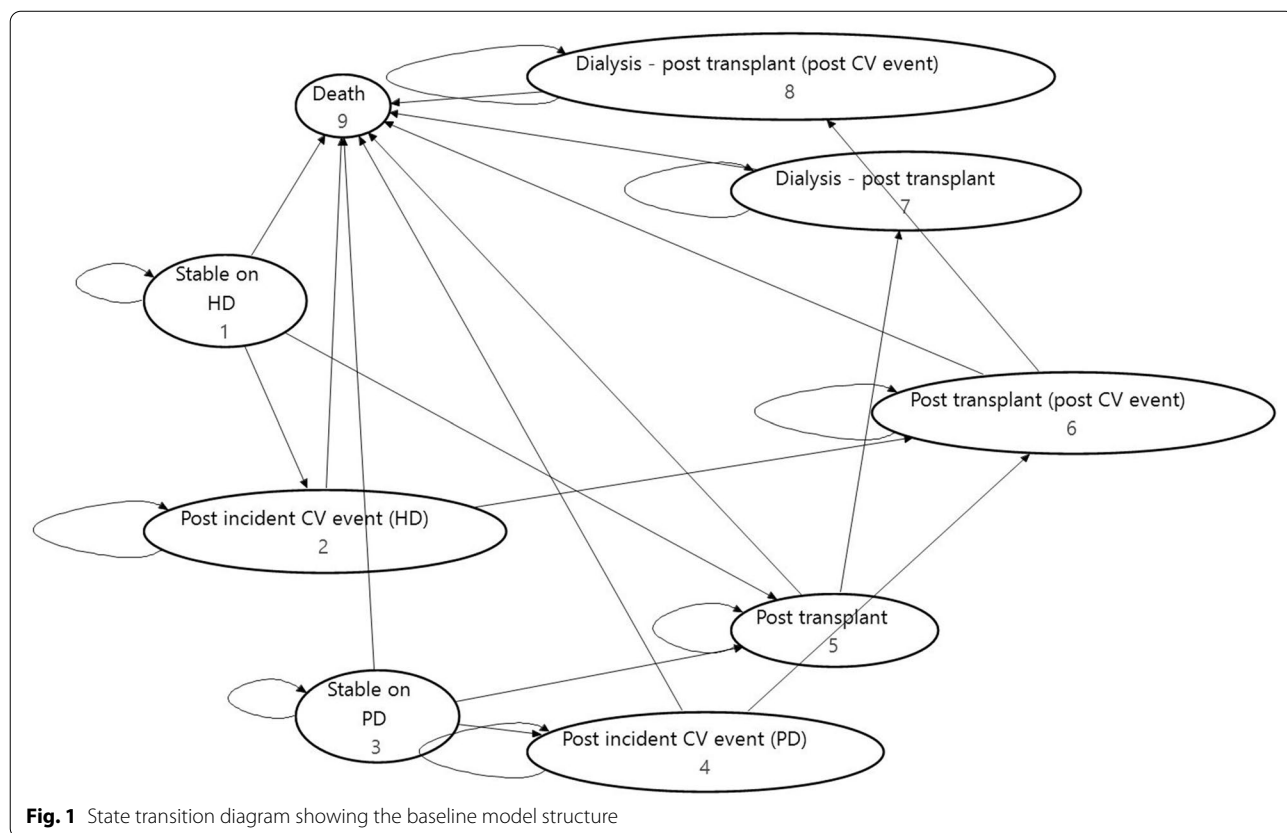 Dialysis - post transplant (post CV event)
8
Death
9
Dialysis - post transplant
7
Stable on
HD
1
Post transplant (post CV event)
6
Post incident CV event (HD)
2
Post transplant
5
Stable on
PD
3
Post incident CV event (PD)
4
Fig. 1 State transition diagram showing the baseline model structure